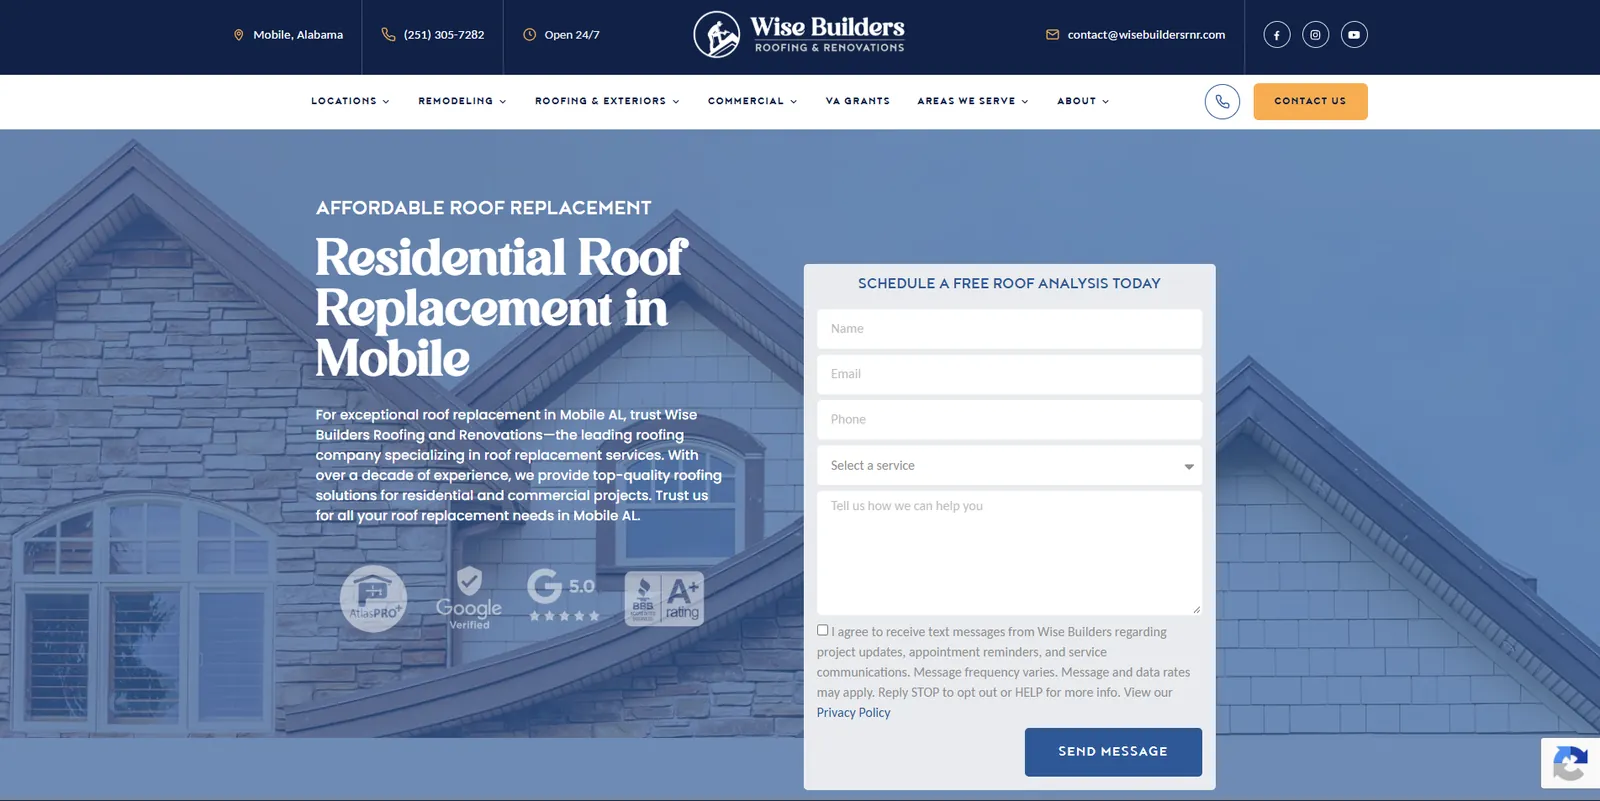 Mobile, Alabama
(251) 305-7282
Open 24/7
Wise Builders
ROOFING & RENOVATIONS
contact@wisebuildersrnr.com
LOCATIONS
REMODELING
ROOFING & EXTERIORS
COMMERCIAL
VA GRANTS
AREAS WE SERVE
ABOUT
CONTACT US
AFFORDABLE ROOF REPLACEMENT
Residential Roof
Replacement in
Mobile
For exceptional roof replacement in Mobile AL, trust Wise
Builders Roofing and Renovations—the leading roofing
company specializing in roof replacement services. With
over a decade of experience, we provide top-quality roofing
solutions for residential and commercial projects. Trust us
for all your roof replacement needs in Mobile AL.
AtlasPRO+
Google
Verified
G 5.0
BBB
A+
rating
SCHEDULE A FREE ROOF ANALYSIS TODAY
Name
Email
Phone
Select a service
Tell us how we can help you
I agree to receive text messages from Wise Builders regarding
project updates, appointment reminders, and service
communications. Message frequency varies. Message and data rates
may apply. Reply STOP to opt out or HELP for more info. View our
Privacy Policy
SEND MESSAGE